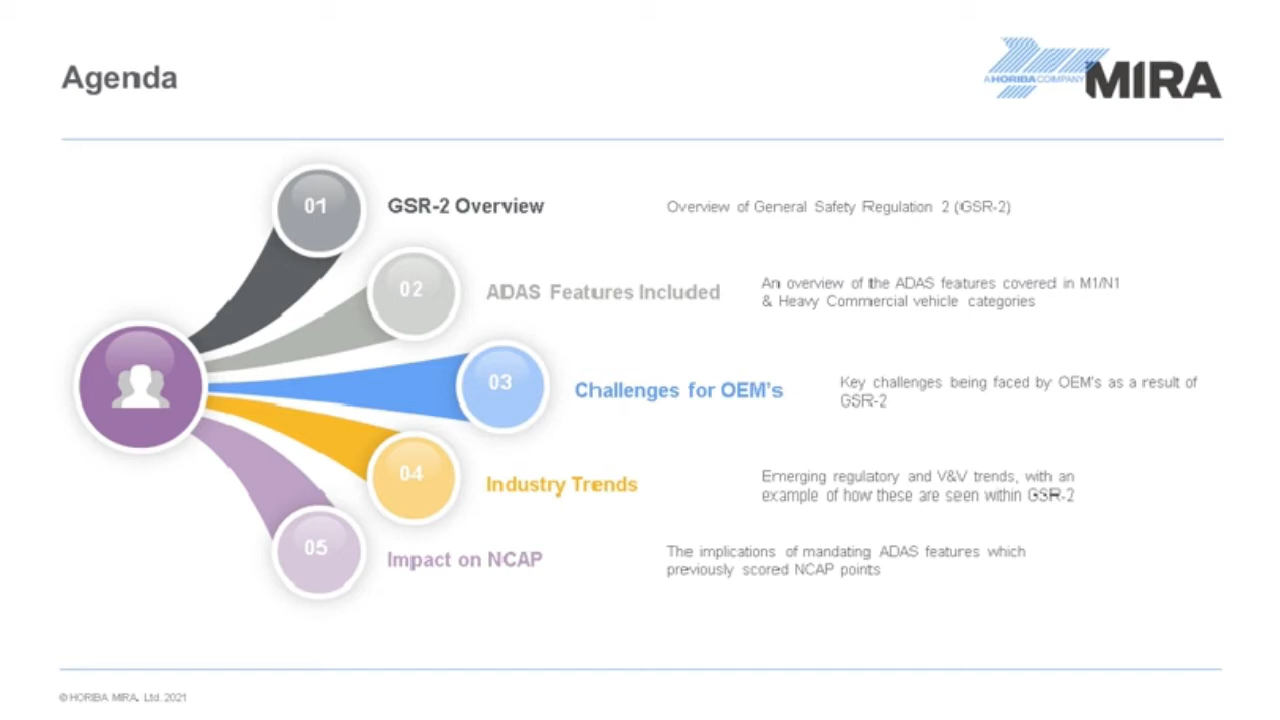 Agenda
A HORIBA COMPANY
MIRA
01
GSR-2 Overview
Overview of General Safety Regulation 2 (GSR-2)
02
ADAS Features Included
An overview of the ADAS features covered in M1/N1
& Heavy Commercial vehicle categories
03
Challenges for OEM's
Key challenges being faced by OEM's as a result of
GSR-2
04
Industry Trends
Emerging regulatory and V&V trends, with an
example of how these are seen within GSR-2
05
Impact on NCAP
The implications of mandating ADAS features which
previously scored NCAP points
© HORIBA MIRA. Ltd. 2021